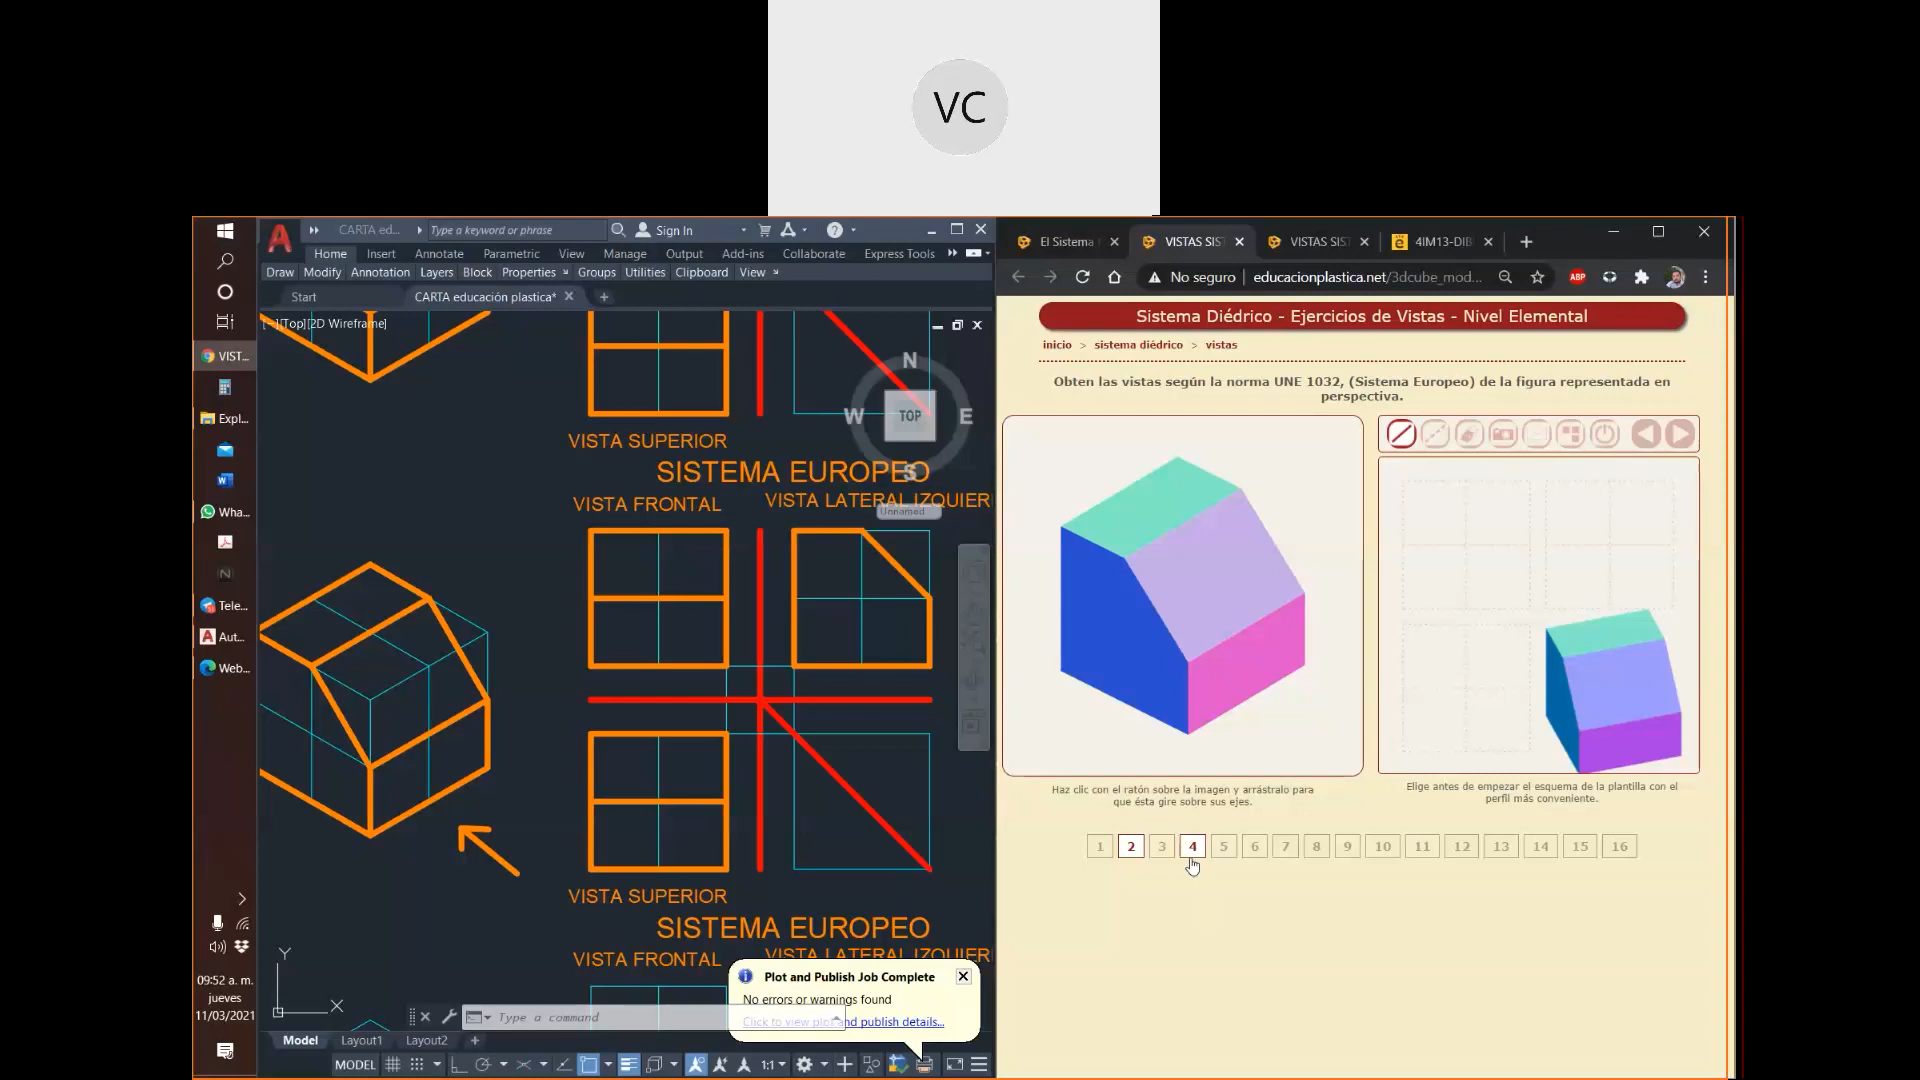 VC
CARTA ed...
Type a keyword or phrase
Sign In
Home Insert Annotate Parametric View Manage Output Add-ins Collaborate Express Tools
Draw Modify Annotation Layers Block Properties Groups Utilities Clipboard View
Start CARTA educación plastica*
[−][Top][2D Wireframe]
N
W TOP E
S
Unnamed
VISTA SUPERIOR
SISTEMA EUROPEO
VISTA FRONTAL VISTA LATERAL IZQUIER
VISTA SUPERIOR
SISTEMA EUROPEO
VISTA FRONTAL VISTA LATERAL IZQUIER
Plot and Publish Job Complete
No errors or warnings found
Click to view plot and publish details...
Y
X
Type a command
Model Layout1 Layout2
MODEL 1:1
VIST...
Expl...
Wha...
Tele...
Aut...
Web...
09:52 a. m.
jueves
11/03/2021
El Sistema VISTAS SIS VISTAS SIS 4IM13-DIB
No seguro educacionplastica.net/3dcube_mod...
ABP
Sistema Diédrico - Ejercicios de Vistas - Nivel Elemental
inicio > sistema diédrico > vistas
Obten las vistas según la norma UNE 1032, (Sistema Europeo) de la figura representada en
perspectiva.
Haz clic con el ratón sobre la imagen y arrástralo para
que ésta gire sobre sus ejes.
Elige antes de empezar el esquema de la plantilla con el
perfil más conveniente.
1 2 3 4 5 6 7 8 9 10 11 12 13 14 15 16